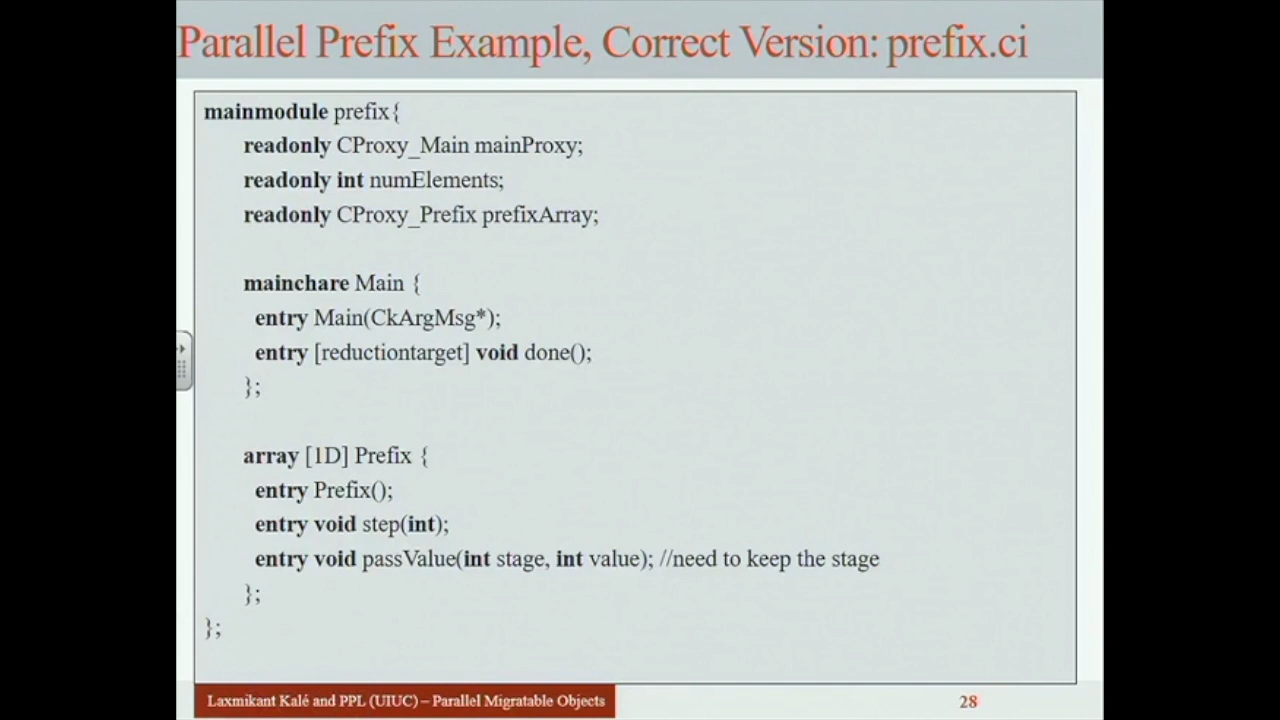 Parallel Prefix Example, Correct Version: prefix.ci
mainmodule prefix{
readonly CProxy_Main mainProxy;
readonly int numElements;
readonly CProxy_Prefix prefixArray;
mainchare Main {
entry Main(CkArgMsg*);
entry [reductiontarget] void done();
};
array [1D] Prefix {
entry Prefix();
entry void step(int);
entry void passValue(int stage, int value); //need to keep the stage
};
};
Laxmikant Kalé and PPL (UIUC) – Parallel Migratable Objects
28